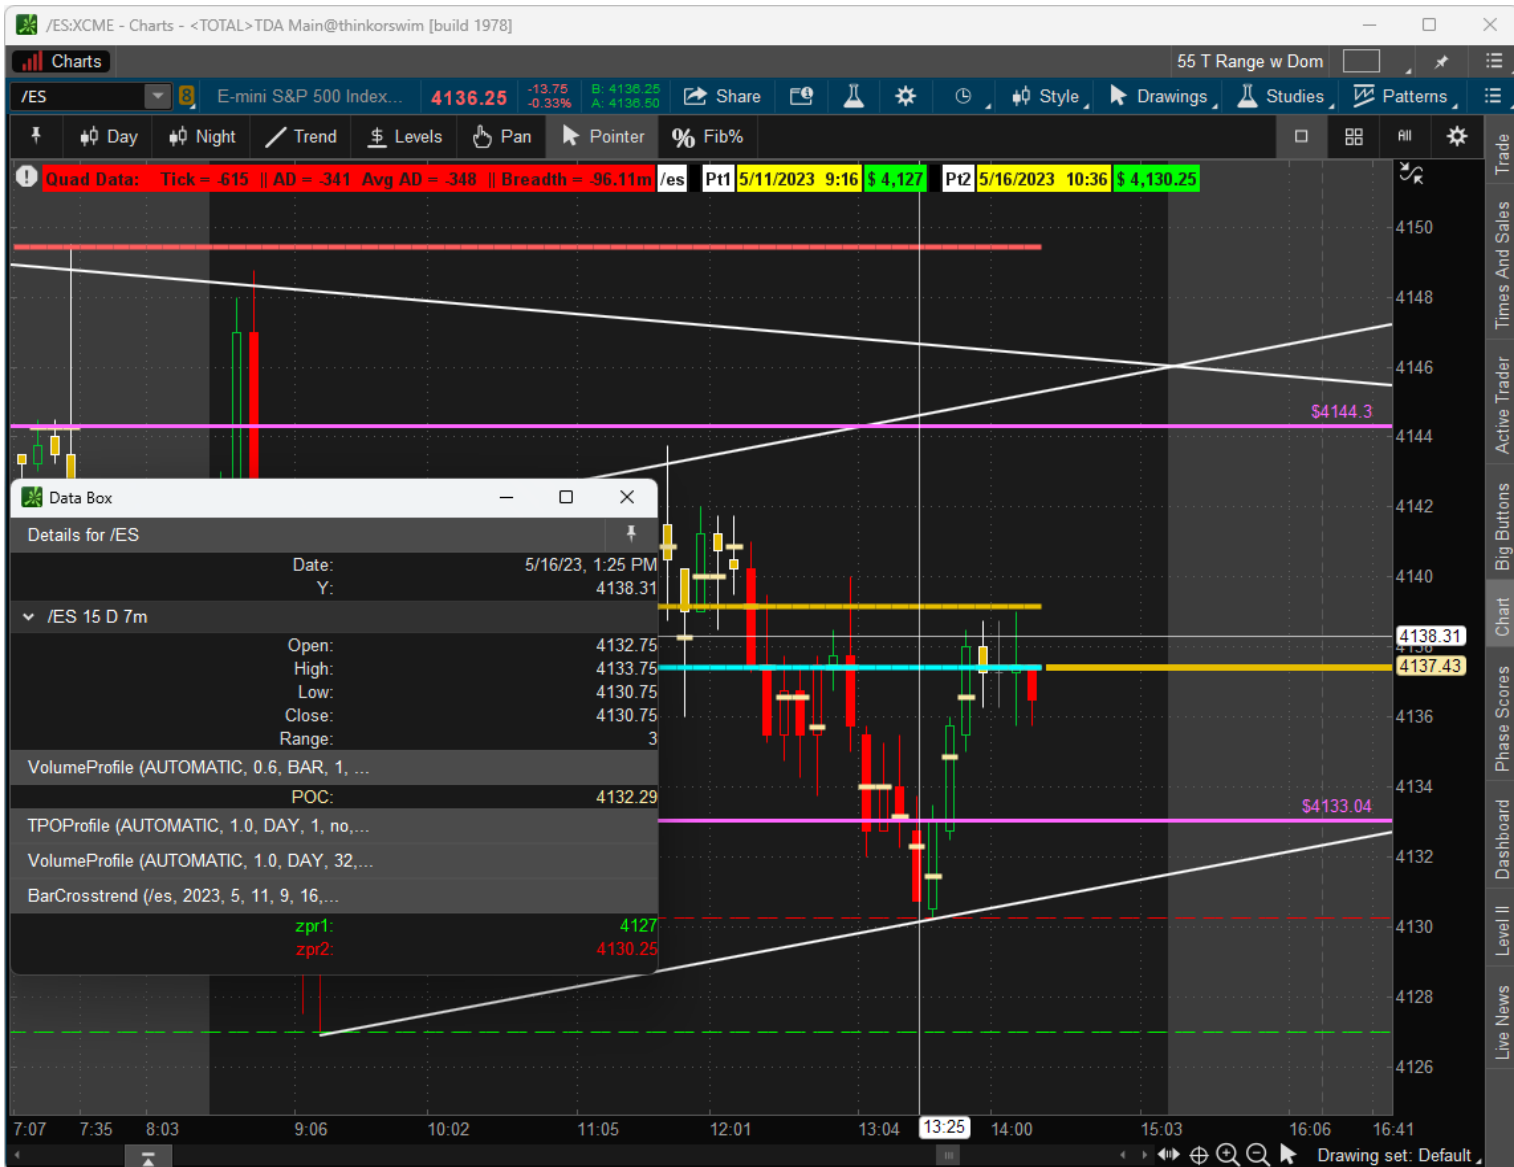 /ES:XCME - Charts - <TOTAL>TDA Main@thinkorswim [build 1978]
Charts
55 T Range w Dom
/ES
8
E-mini S&P 500 Index...
4136.25
-13.75
-0.33%
B: 4136.25
A: 4136.50
Share
Style
Drawings
Studies
Patterns
Day
Night
Trend
$ Levels
Pan
Pointer
% Fib%
All
Quad Data: Tick = -615 || AD = -341 Avg AD = -348 || Breadth = -96.11m
/es
Pt1
5/11/2023 9:16
$ 4,127
Pt2
5/16/2023 10:36
$ 4,130.25
4150
4148
4146
$4144.3
4144
4142
4140
4138.31
4138
4137.43
4136
4134
$4133.04
4132
4130
4128
4126
Data Box
Details for /ES
Date: 5/16/23, 1:25 PM
Y: 4138.31
/ES 15 D 7m
Open: 4132.75
High: 4133.75
Low: 4130.75
Close: 4130.75
Range: 3
VolumeProfile (AUTOMATIC, 0.6, BAR, 1, ...
POC: 4132.29
TPOProfile (AUTOMATIC, 1.0, DAY, 1, no,...
VolumeProfile (AUTOMATIC, 1.0, DAY, 32,...
BarCrosstrend (/es, 2023, 5, 11, 9, 16,...
zpr1: 4127
zpr2: 4130.25
7:07 7:35 8:03 9:06 10:02 11:05 12:01 13:04 13:25 14:00 15:03 16:06 16:41
Drawing set: Default
Trade
Times And Sales
Active Trader
Big Buttons
Chart
Phase Scores
Dashboard
Level II
Live News